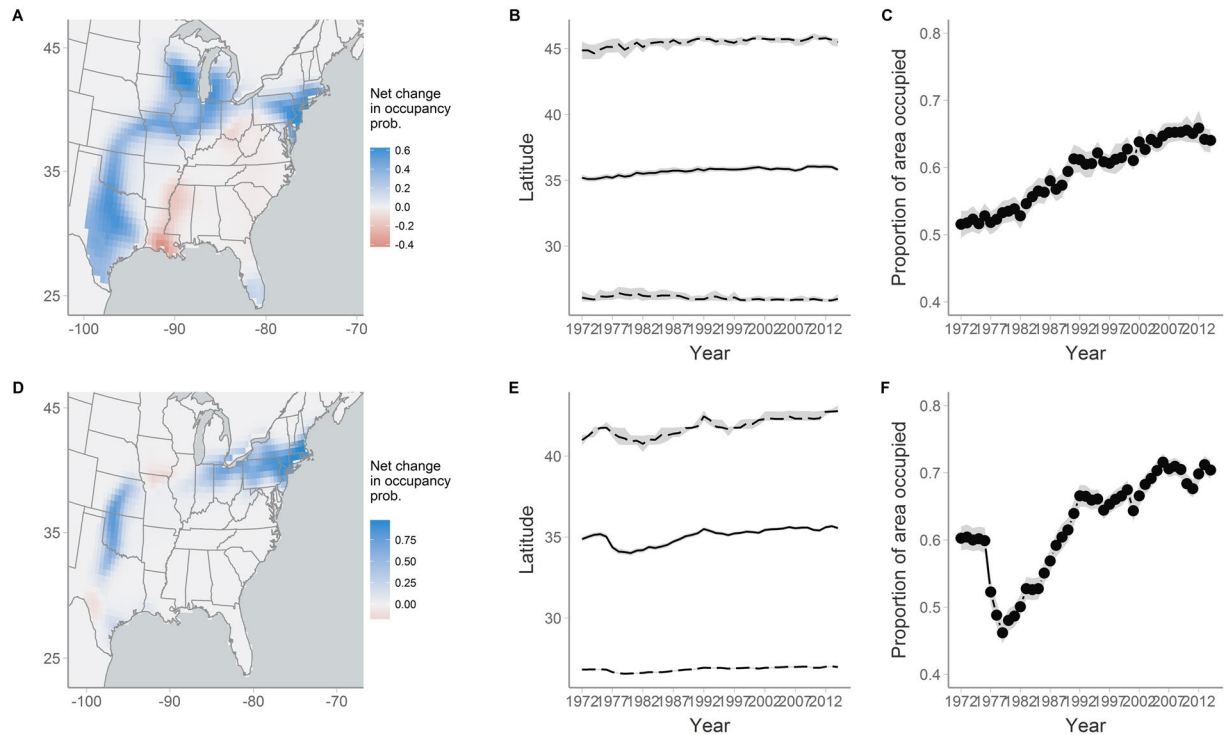 A
45
35
25
-100
-90
-80
-70
Net change
in occupancy
prob.
0.6
0.4
0.2
0.0
-0.2
-0.4
B
Latitude
45
40
35
30
1972 1977 1982 1987 1992 1997 2002 2007 2012
Year
C
Proportion of area occupied
0.8
0.7
0.6
0.5
0.4
1972 1977 1982 1987 1992 1997 2002 2007 2012
Year
D
45
35
25
-100
-90
-80
-70
Net change
in occupancy
prob.
0.75
0.50
0.25
0.00
E
Latitude
40
35
30
1972 1977 1982 1987 1992 1997 2002 2007 2012
Year
F
Proportion of area occupied
0.8
0.7
0.6
0.5
0.4
1972 1977 1982 1987 1992 1997 2002 2007 2012
Year